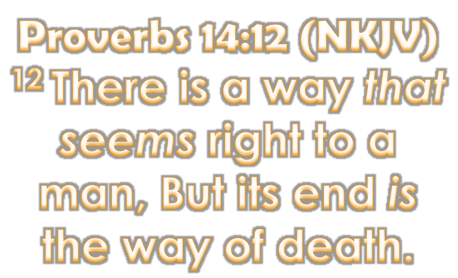 Proverbs 14:12 (NKJV)
12 There is a way that
seems right to a
man, But its end is
the way of death.